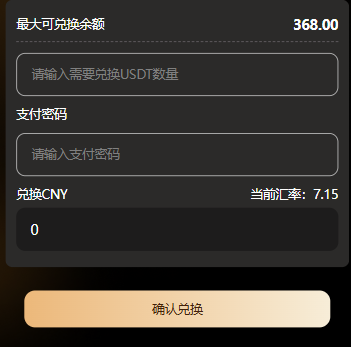 最大可兑换余额 368.00
请输入需要兑换USDT数量
支付密码
请输入支付密码
兑换CNY 当前汇率：7.15
0
确认兑换